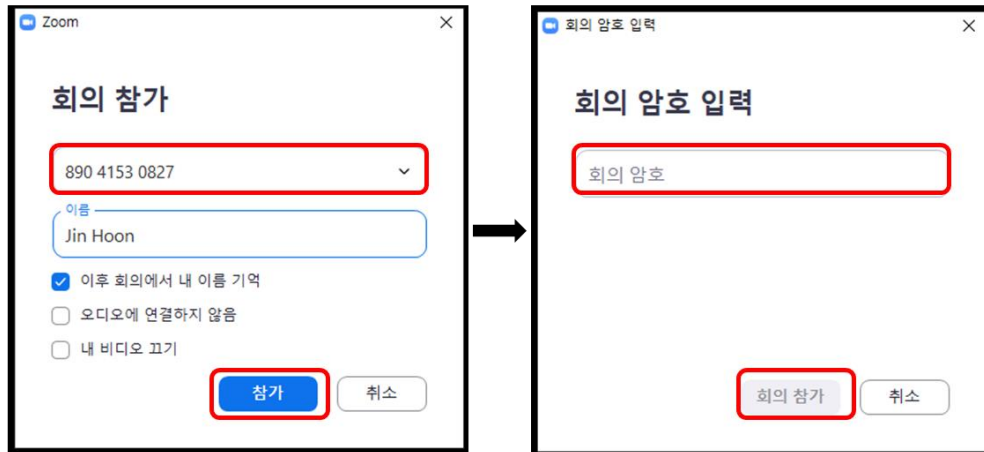 Zoom
회의 참가
890 4153 0827
이름
Jin Hoon
이후 회의에서 내 이름 기억
오디오에 연결하지 않음
내 비디오 끄기
참가
취소
회의 암호 입력
회의 암호 입력
회의 암호
회의 참가
취소